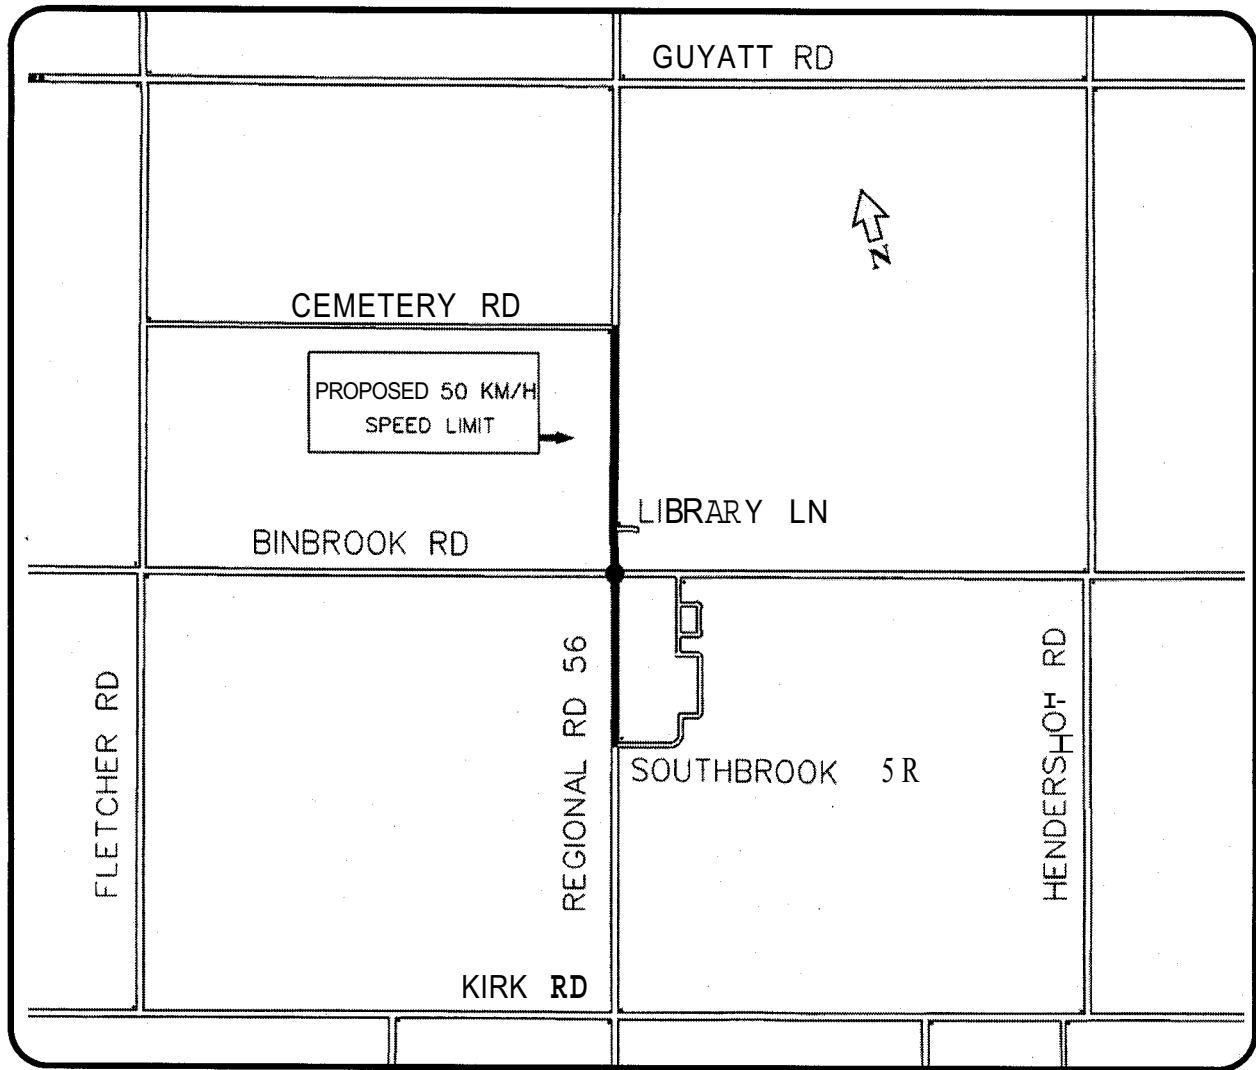 GUYATT RD
N
CEMETERY RD
PROPOSED 50 KM/H
SPEED LIMIT
LIBRARY LN
BINBROOK RD
FLETCHER RD
REGIONAL RD 56
HENDERSHOT RD
SOUTHBROOK 5R
KIRK RD